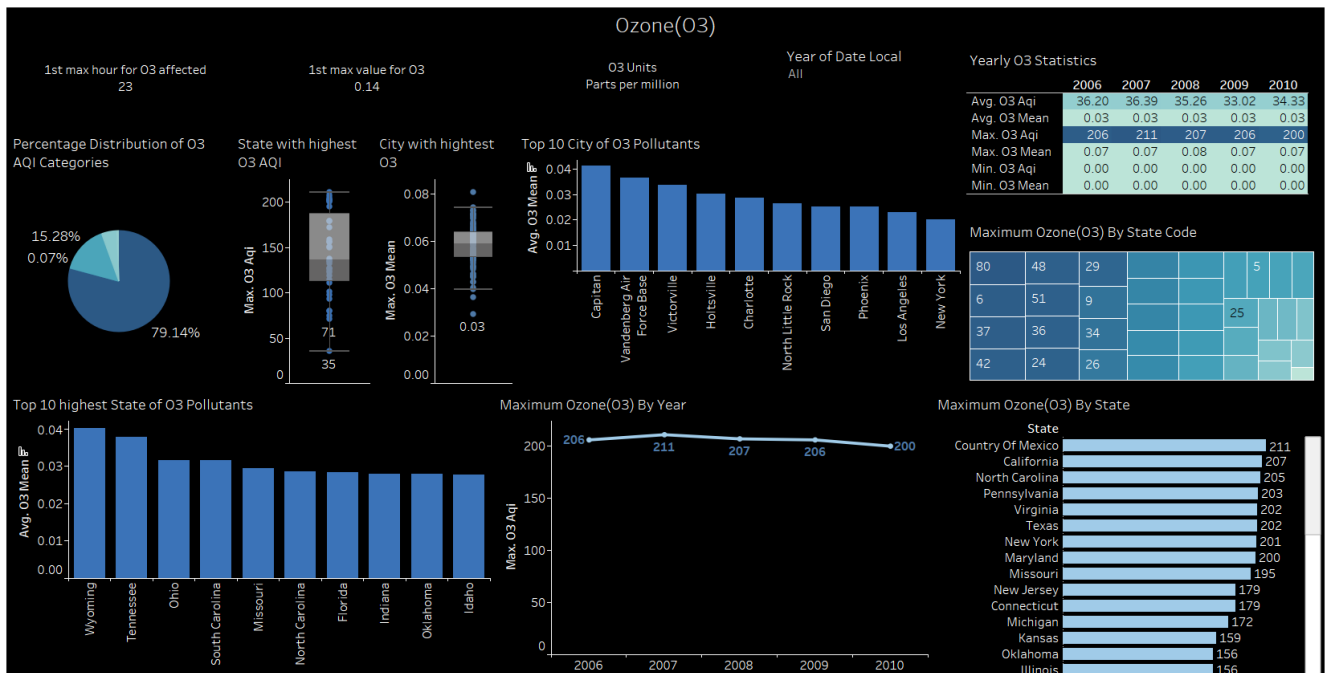 Ozone(O3)
1st max hour for O3 affected
23
1st max value for O3
0.14
O3 Units
Parts per million
Year of Date Local
All
Yearly O3 Statistics
2006 2007 2008 2009 2010
Avg. O3 Aqi 36.20 36.39 35.26 33.02 34.33
Avg. O3 Mean 0.03 0.03 0.03 0.03 0.03
Max. O3 Aqi 206 211 207 206 200
Max. O3 Mean 0.07 0.07 0.08 0.07 0.07
Min. O3 Aqi 0.00 0.00 0.00 0.00 0.00
Min. O3 Mean 0.00 0.00 0.00 0.00 0.00
Percentage Distribution of O3
AQI Categories
15.28%
0.07%
79.14%
State with highest
O3 AQI
Max. O3 Aqi
200
150
100
50
0
71
35
City with hightest
O3
Max. O3 Mean
0.08
0.06
0.04
0.02
0.00
0.03
Top 10 City of O3 Pollutants
Avg. O3 Mean
0.04
0.03
0.02
0.01
Capitan
Vandenberg Air
Force Base
Victorville
Holtsville
Charlotte
North Little Rock
San Diego
Phoenix
Los Angeles
New York
Maximum Ozone(O3) By State Code
80 48 29 5
6 51 9 25
37 36 34
42 24 26
Top 10 highest State of O3 Pollutants
Avg. O3 Mean
0.04
0.03
0.02
0.01
0.00
Wyoming
Tennessee
Ohio
South Carolina
Missouri
North Carolina
Florida
Indiana
Oklahoma
Idaho
Maximum Ozone(O3) By Year
Max. O3 Aqi
200
150
100
50
0
206 211 207 206 200
2006 2007 2008 2009 2010
Maximum Ozone(O3) By State
State
Country Of Mexico 211
California 207
North Carolina 205
Pennsylvania 203
Virginia 202
Texas 202
New York 201
Maryland 200
Missouri 195
New Jersey 179
Connecticut 179
Michigan 172
Kansas 159
Oklahoma 156
Illinois 156